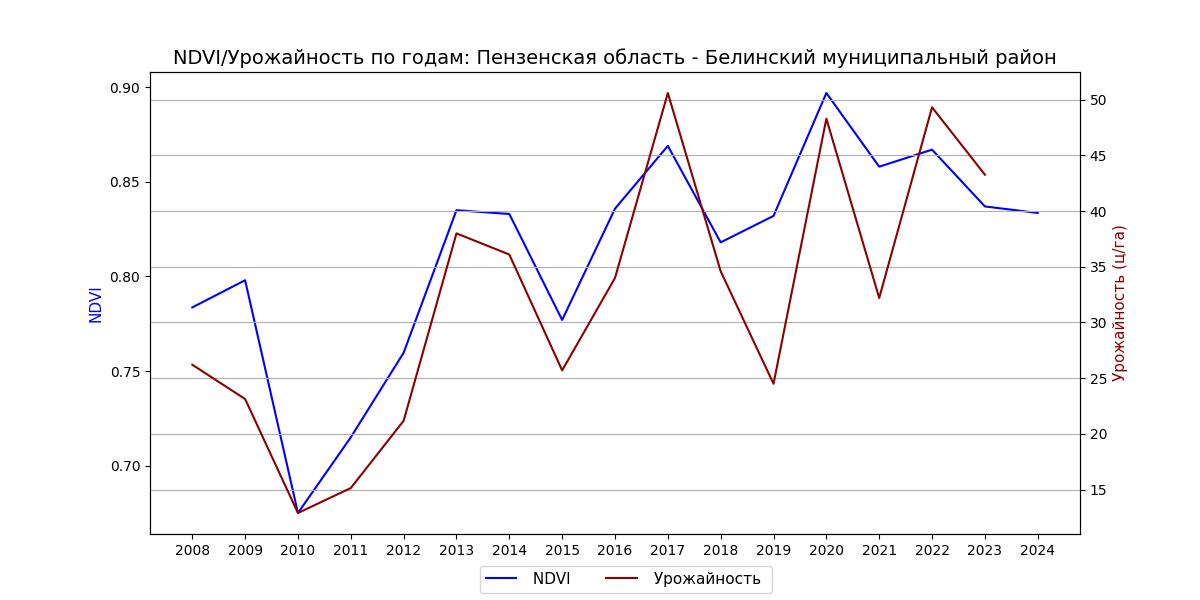 NDVI/Урожайность по годам: Пензенская область - Белинский муниципальный район
0.90
0.85
0.80
0.75
0.70
NDVI
50
45
40
35
30
25
20
15
Урожайность (ц/га)
2008 2009 2010 2011 2012 2013 2014 2015 2016 2017 2018 2019 2020 2021 2022 2023 2024
NDVI Урожайность